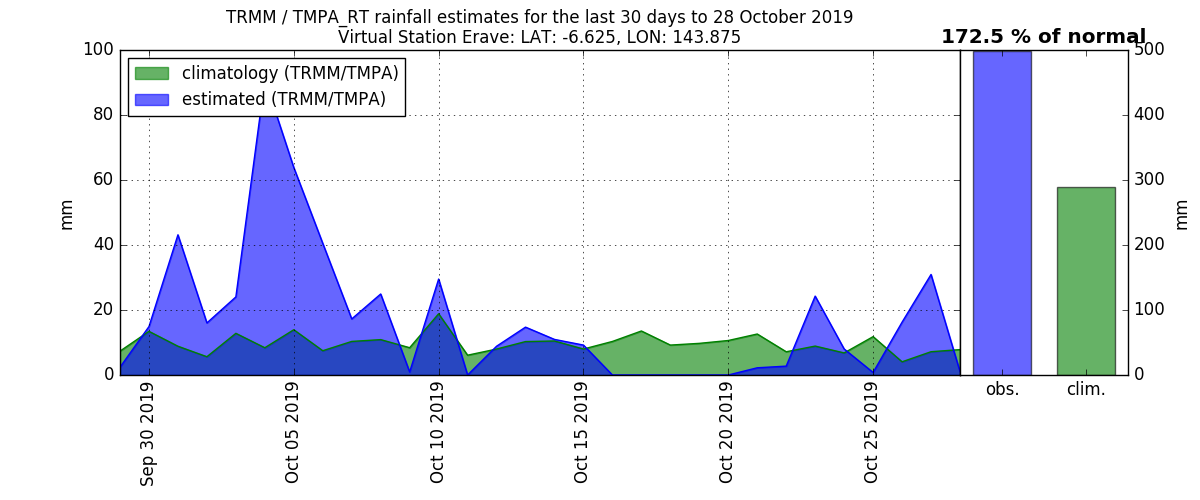 TRMM / TMPA_RT rainfall estimates for the last 30 days to 28 October 2019
Virtual Station Erave: LAT: -6.625, LON: 143.875
172.5 % of normal
climatology (TRMM/TMPA)
estimated (TRMM/TMPA)
100
80
60
40
20
0
mm
500
400
300
200
100
0
mm
Sep 30 2019
Oct 05 2019
Oct 10 2019
Oct 15 2019
Oct 20 2019
Oct 25 2019
obs.
clim.